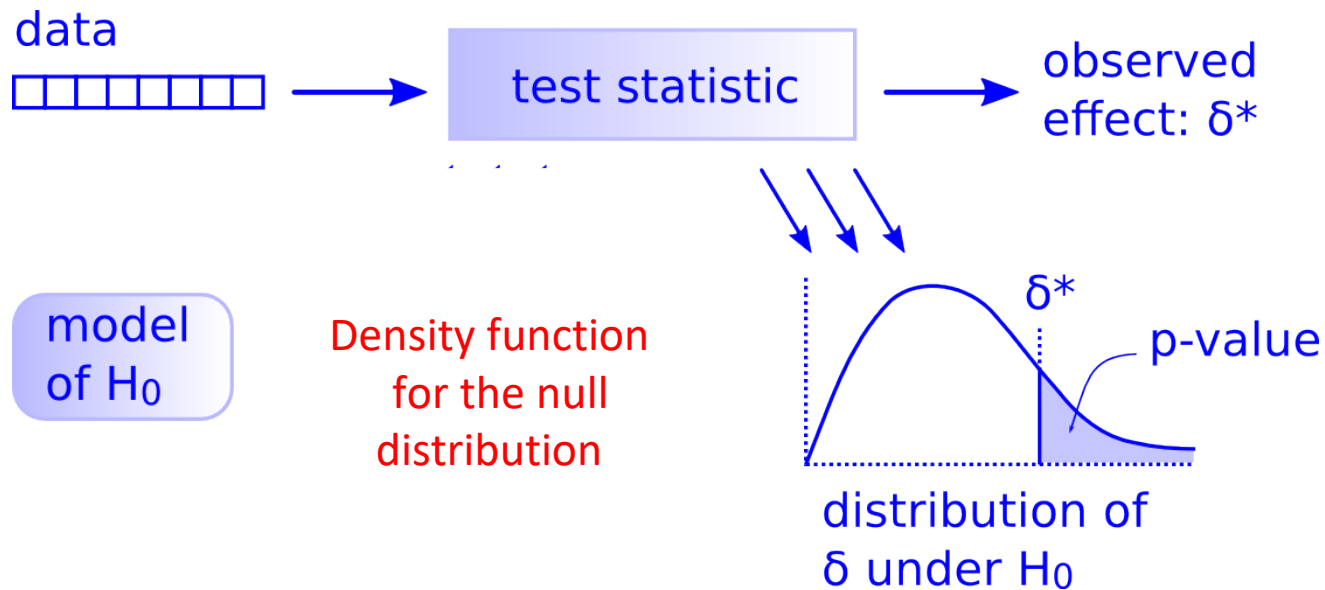 data
test statistic
observed
effect: δ*
model
of H₀
Density function
for the null
distribution
δ*
p-value
distribution of
δ under H₀